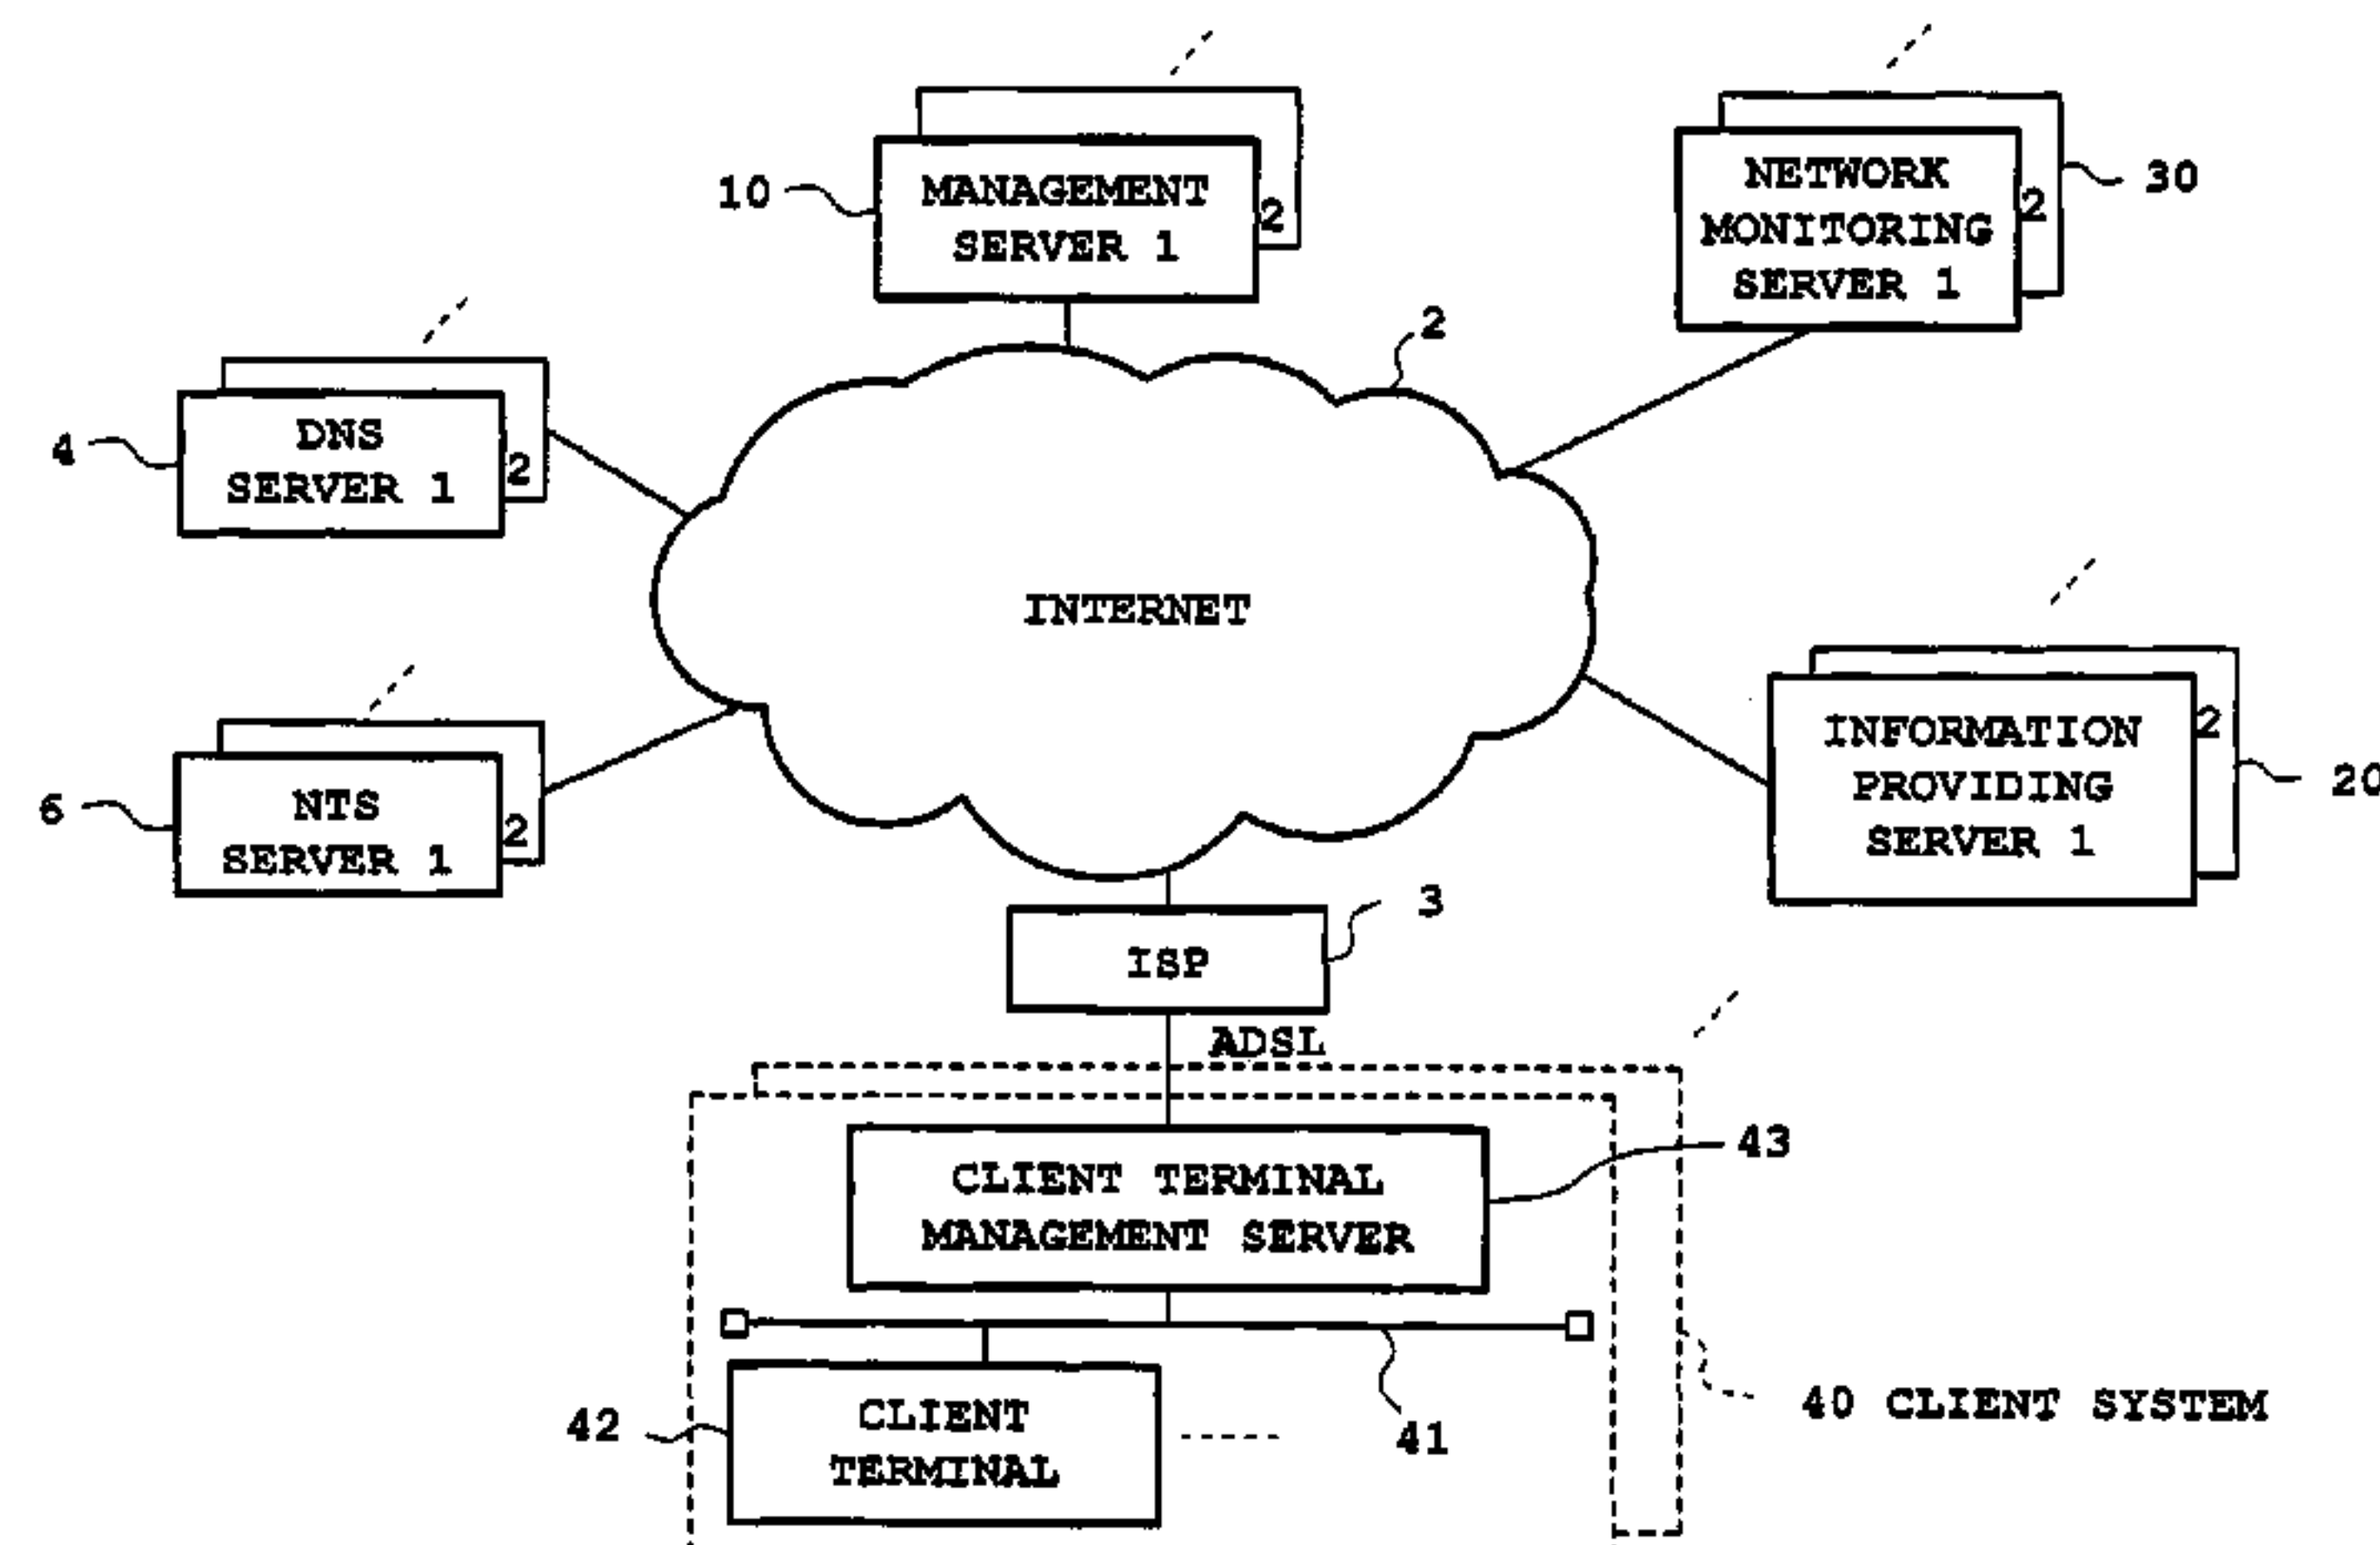 10
MANAGEMENT
SERVER 1
2
NETWORK
MONITORING
SERVER 1
2
30
2
4
DNS
SERVER 1
2
INTERNET
6
NTS
SERVER 1
2
INFORMATION
PROVIDING
SERVER 1
2
20
ISP
3
ADSL
CLIENT TERMINAL
MANAGEMENT SERVER
43
41
42
CLIENT
TERMINAL
40 CLIENT SYSTEM